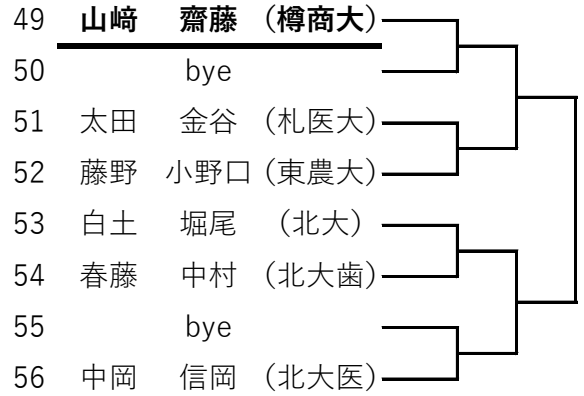 49 山﨑 齋藤 (樽商大)
50 bye
51 太田 金谷 (札医大)
52 藤野 小野口 (東農大)
53 白土 堀尾 (北大)
54 春藤 中村 (北大歯)
55 bye
56 中岡 信岡 (北大医)